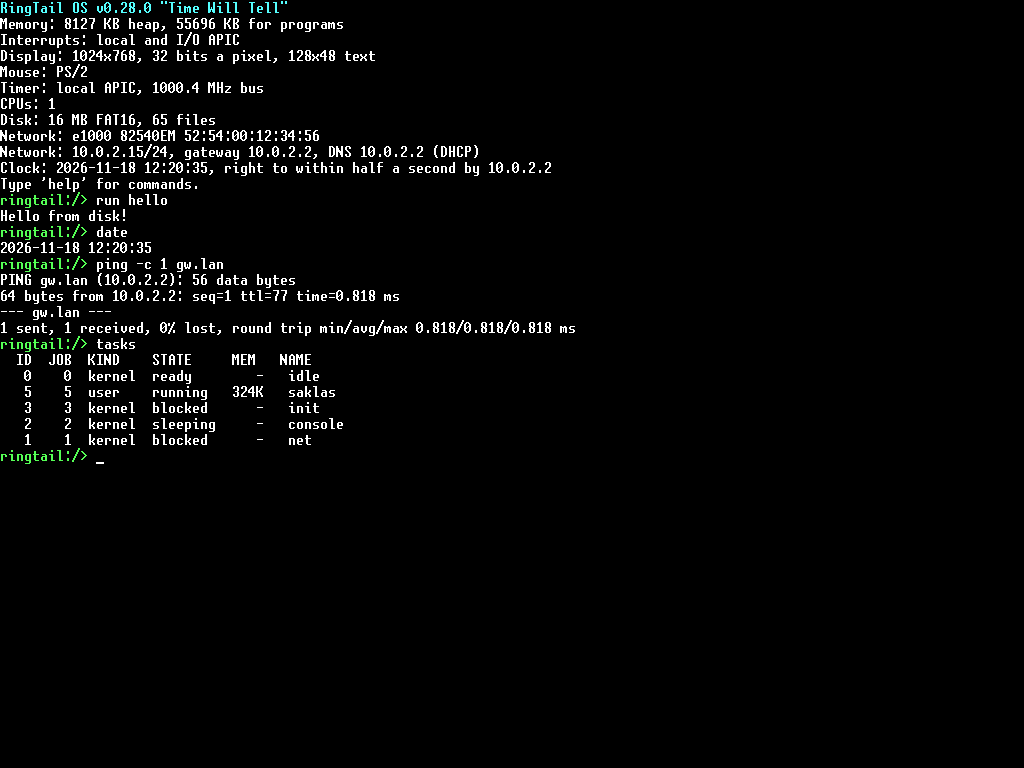 RingTail OS v0.28.0 "Time Will Tell"
Memory: 8127 KB heap, 55696 KB for programs
Interrupts: local and I/O APIC
Display: 1024x768, 32 bits a pixel, 128x48 text
Mouse: PS/2
Timer: local APIC, 1000.4 MHz bus
CPUs: 1
Disk: 16 MB FAT16, 65 files
Network: e1000 82540EM 52:54:00:12:34:56
Network: 10.0.2.15/24, gateway 10.0.2.2, DNS 10.0.2.2 (DHCP)
Clock: 2026-11-18 12:20:35, right to within half a second by 10.0.2.2
Type 'help' for commands.
ringtail:/> run hello
Hello from disk!
ringtail:/> date
2026-11-18 12:20:35
ringtail:/> ping -c 1 gw.lan
PING gw.lan (10.0.2.2): 56 data bytes
64 bytes from 10.0.2.2: seq=1 ttl=77 time=0.818 ms
--- gw.lan ---
1 sent, 1 received, 0% lost, round trip min/avg/max 0.818/0.818/0.818 ms
ringtail:/> tasks
  ID  JOB  KIND    STATE     MEM   NAME
   0    0  kernel  ready        -   idle
   5    5  user    running   324K   saklas
   3    3  kernel  blocked      -   init
   2    2  kernel  sleeping     -   console
   1    1  kernel  blocked      -   net
ringtail:/> _